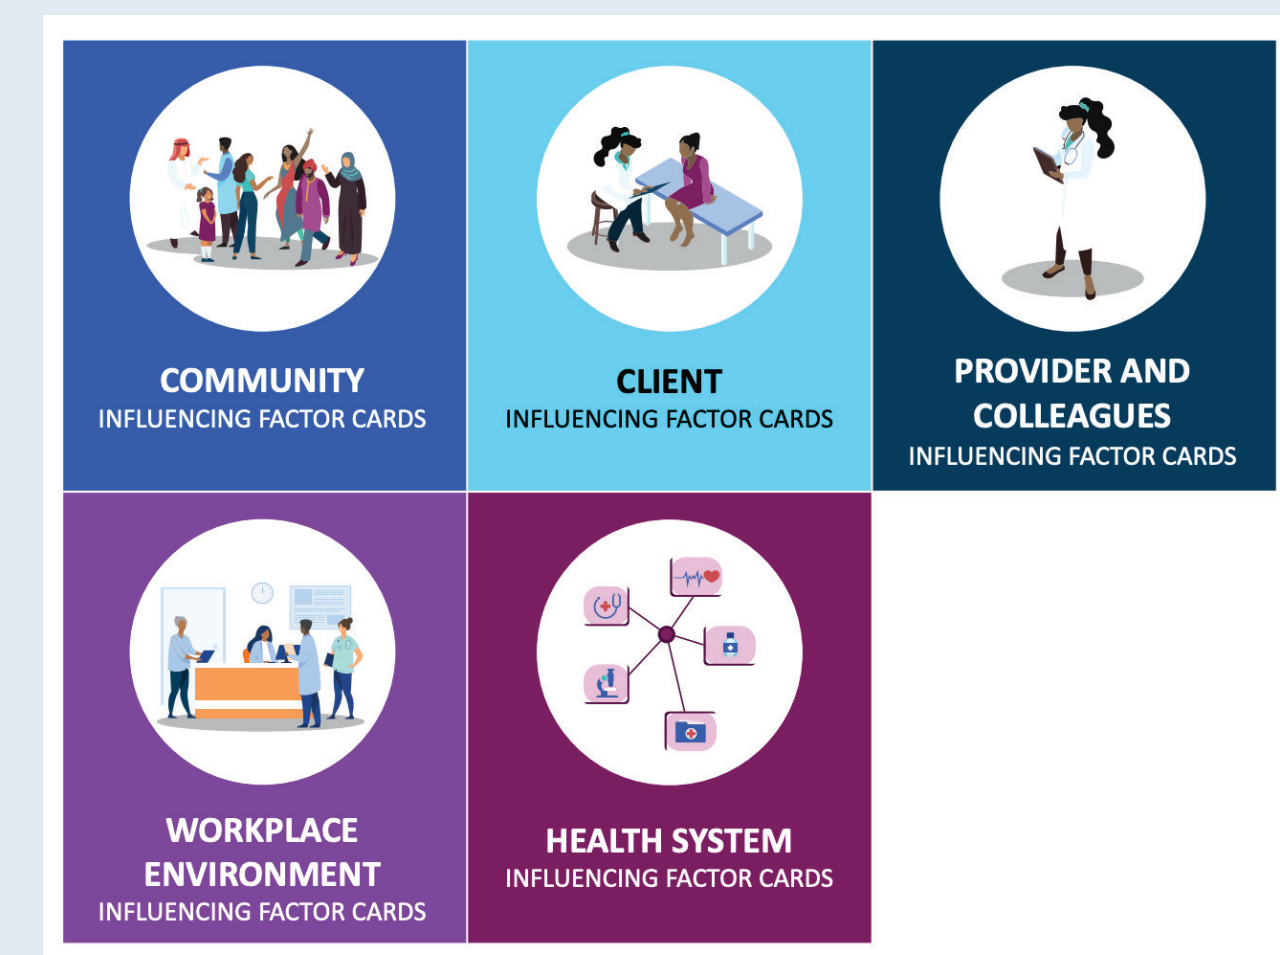 COMMUNITY
INFLUENCING FACTOR CARDS
CLIENT
INFLUENCING FACTOR CARDS
PROVIDER AND
COLLEAGUES
INFLUENCING FACTOR CARDS
WORKPLACE
ENVIRONMENT
INFLUENCING FACTOR CARDS
HEALTH SYSTEM
INFLUENCING FACTOR CARDS